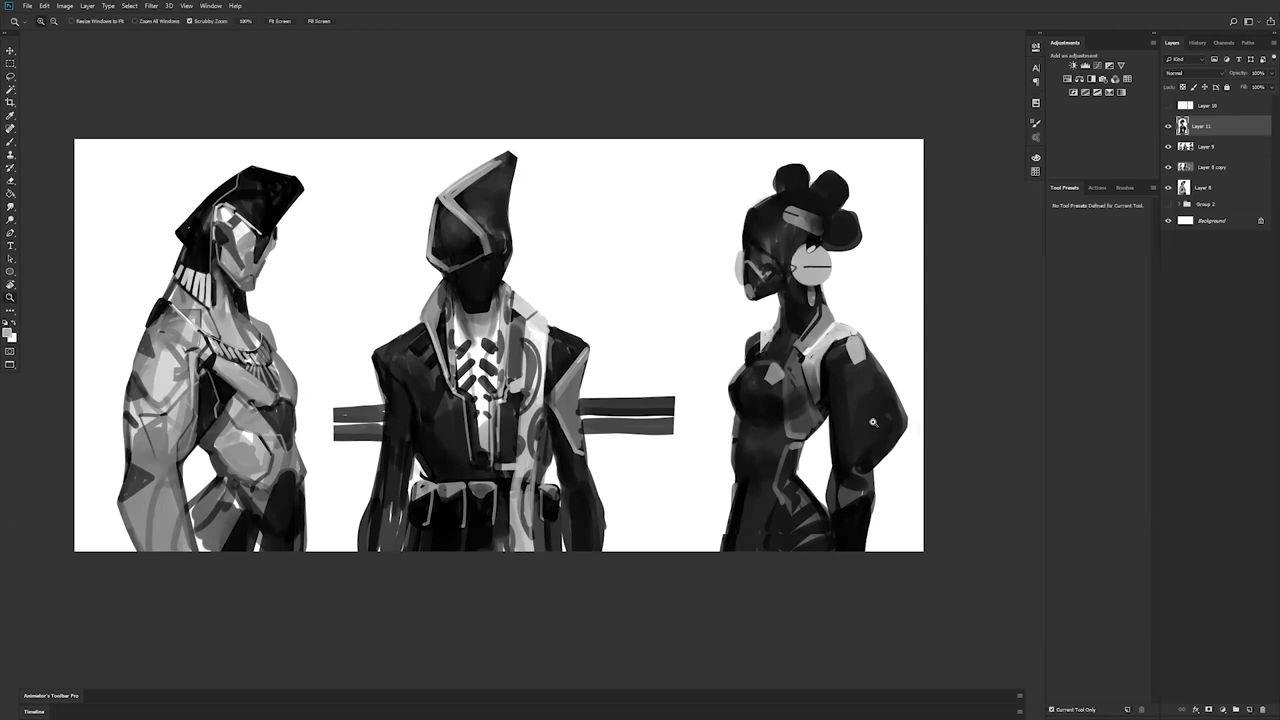 Ps File Edit Image Layer Type Select Filter 3D View Window Help
Resize Windows to Fit Zoom All Windows Scrubby Zoom 100% Fit Screen Fill Screen
Adjustments
Add an adjustment
Tool Presets Actions Brushes
No Tool Presets Defined for Current Tool.
Current Tool Only
Layers History Channels Paths
Kind
Normal Opacity: 100%
Lock: Fill: 100%
Layer 10
Layer 11
Layer 9
Layer 8 copy
Layer 8
Group 2
Background
Animator's Toolbar Pro
Timeline